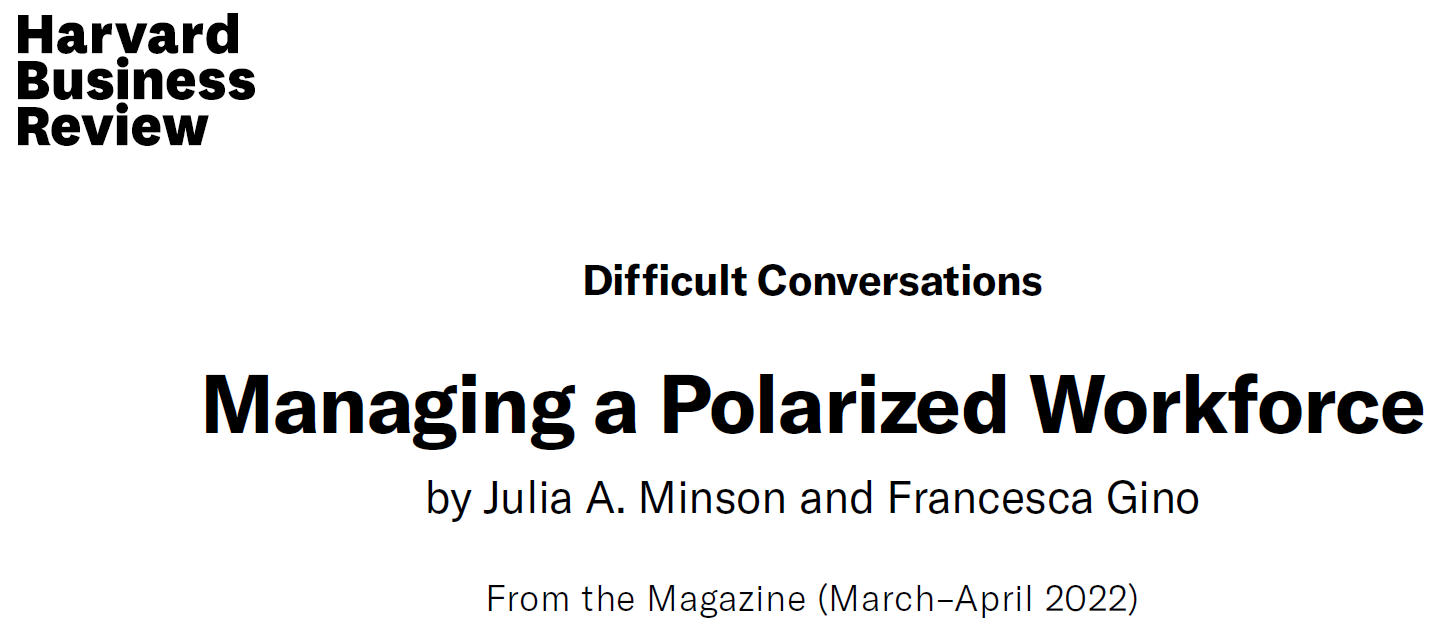 Harvard
Business
Review
Difficult Conversations
Managing a Polarized Workforce
by Julia A. Minson and Francesca Gino
From the Magazine (March–April 2022)